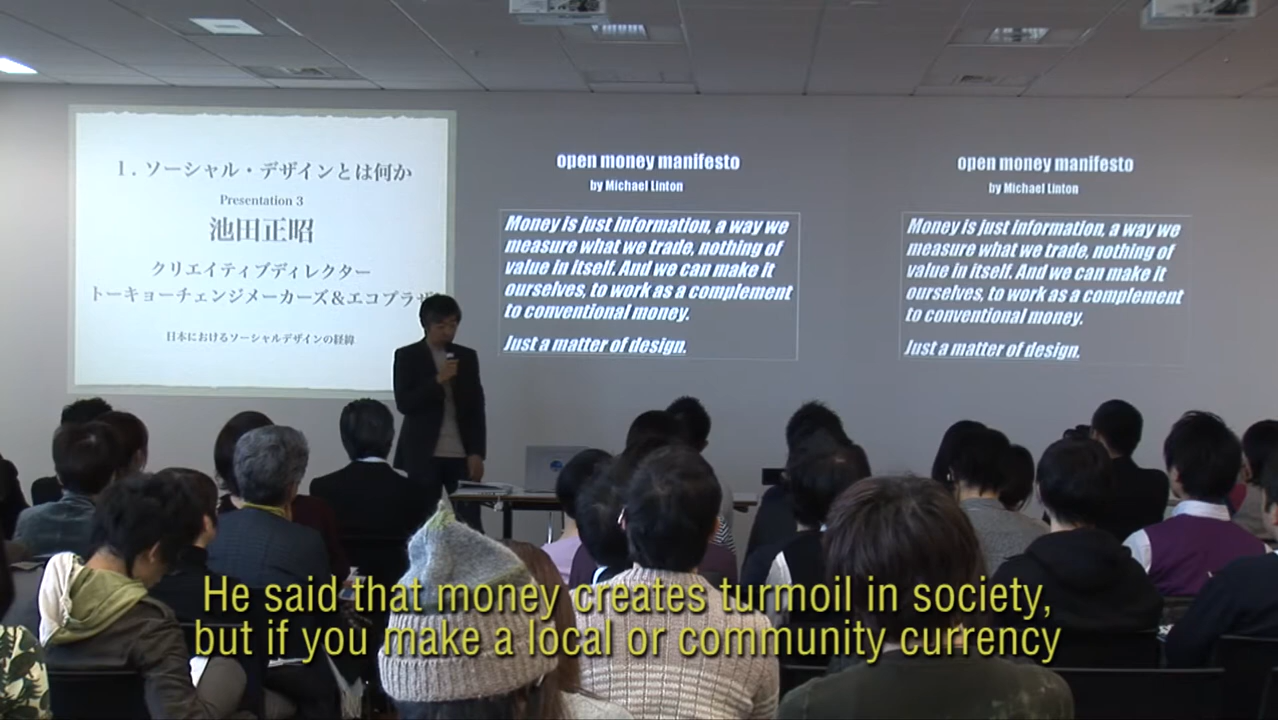 1. ソーシャル・デザインとは何か
Presentation 3
池田正昭
クリエイティブディレクター
トーキョーチェンジメーカーズ&エコプラザ
日本におけるソーシャルデザインの経緯
open money manifesto
by Michael Linton
Money is just information, a way we
measure what we trade, nothing of
value in itself. And we can make it
ourselves, to work as a complement
to conventional money.
Just a matter of design.
open money manifesto
by Michael Linton
Money is just information, a way we
measure what we trade, nothing of
value in itself. And we can make it
ourselves, to work as a complement
to conventional money.
Just a matter of design.
He said that money creates turmoil in society,
but if you make a local or community currency